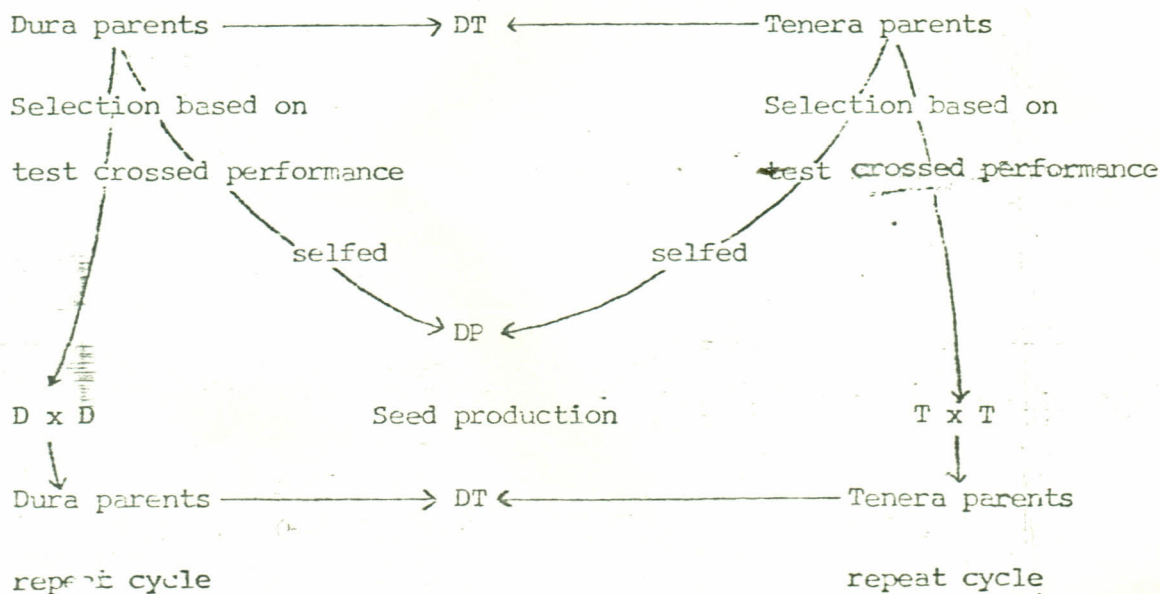 Dura parents DT Tenera parents
Selection based on Selection based on
test crossed performance test crossed performance
selfed selfed
DP
D x D Seed production T x T
Dura parents DT Tenera parents
repeat cycle repeat cycle